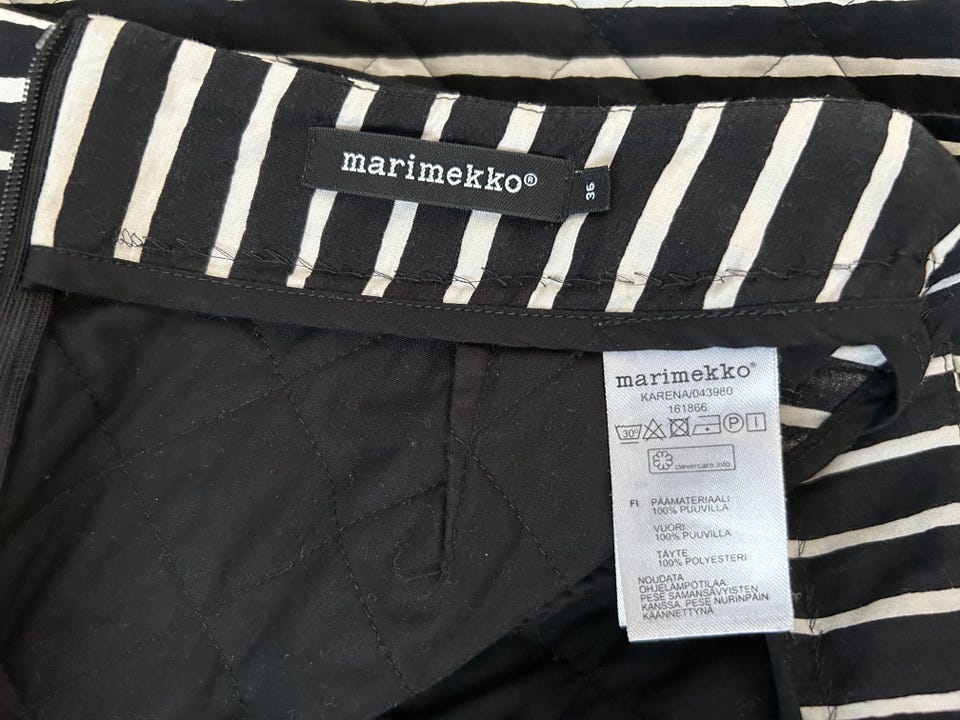 marimekko®
36
marimekko®
KARENA/043980
161866
30° P I
clevercare.info
FI PÄÄMATERIAALI
100% PUUVILLA
VUORI
100% PUUVILLA
TÄYTE
100% POLYESTERI
NOUDATA
OHJELÄMPÖTILAA
PESE SAMANSÄVYISTEN
KANSSA, PESE NURINPÄIN
KÄÄNNETTYNÄ